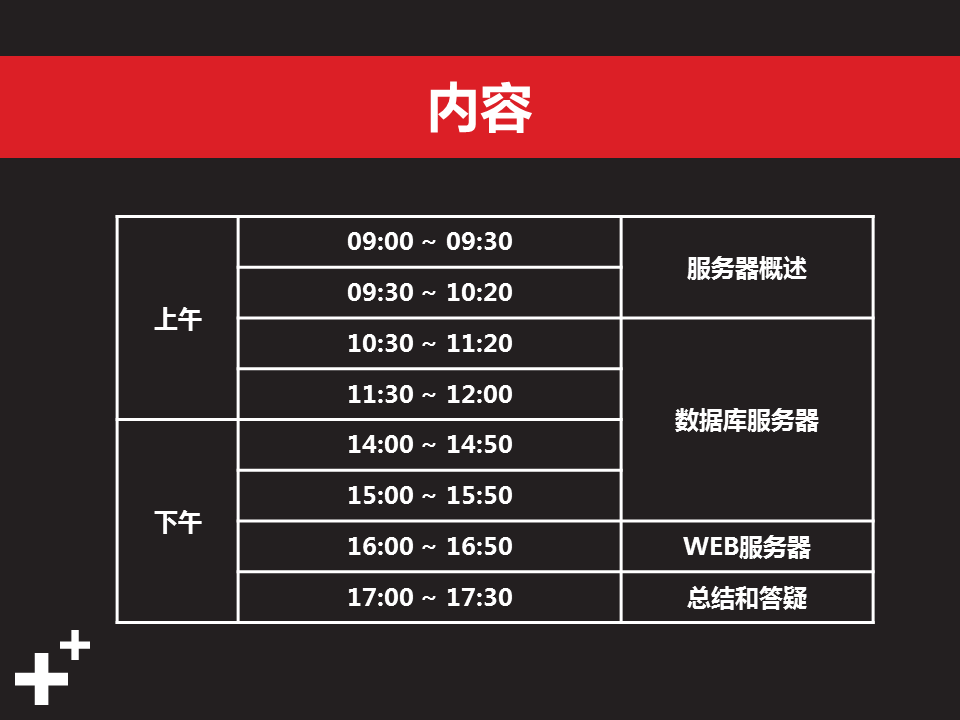 内容
上午
09:00 ~ 09:30
服务器概述
09:30 ~ 10:20
10:30 ~ 11:20
数据库服务器
11:30 ~ 12:00
下午
14:00 ~ 14:50
15:00 ~ 15:50
16:00 ~ 16:50
WEB服务器
17:00 ~ 17:30
总结和答疑